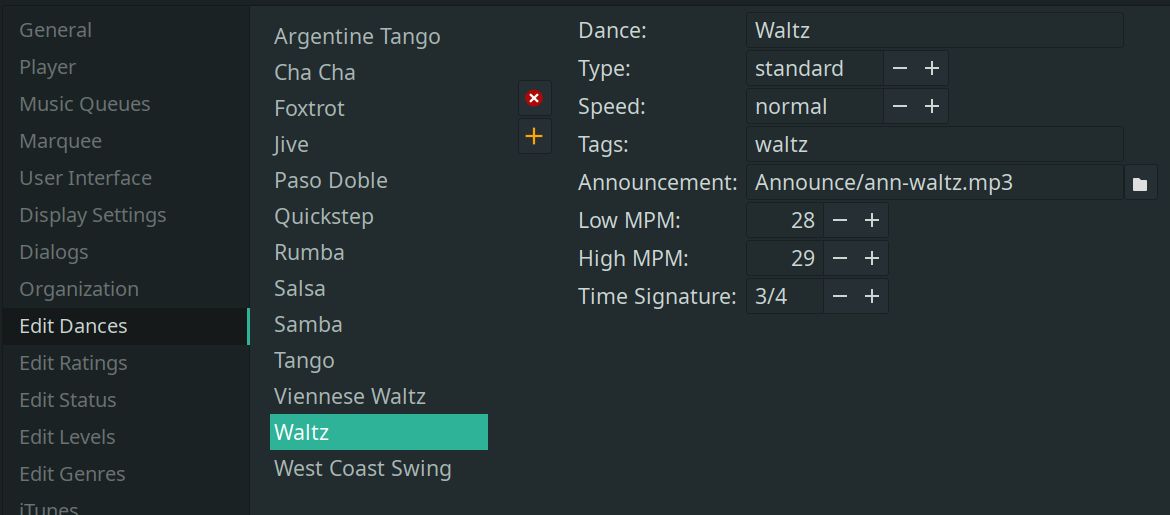 General
Player
Music Queues
Marquee
User Interface
Display Settings
Dialogs
Organization
Edit Dances
Edit Ratings
Edit Status
Edit Levels
Edit Genres
iTunes
Argentine Tango
Cha Cha
Foxtrot
Jive
Paso Doble
Quickstep
Rumba
Salsa
Samba
Tango
Viennese Waltz
Waltz
West Coast Swing
Dance: Waltz
Type: standard − +
Speed: normal − +
Tags: waltz
Announcement: Announce/ann-waltz.mp3
Low MPM: 28 − +
High MPM: 29 − +
Time Signature: 3/4 − +